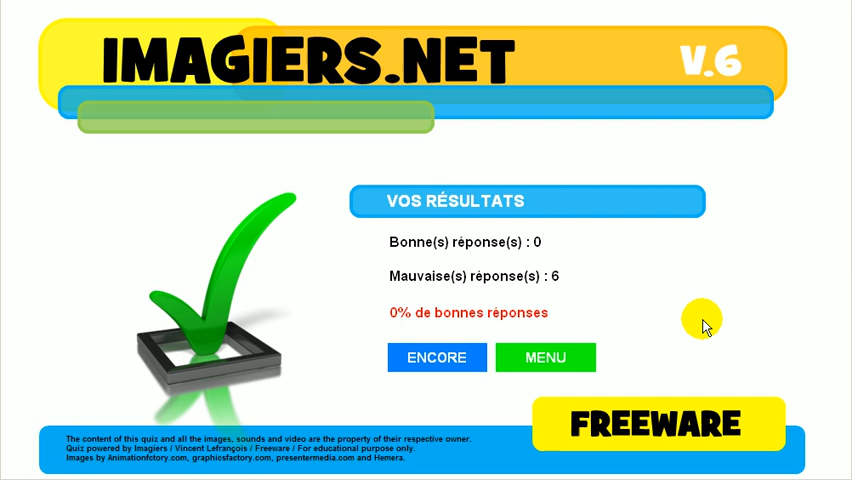 IMAGIERS.NET
V.6
VOS RÉSULTATS
Bonne(s) réponse(s) : 0
Mauvaise(s) réponse(s) : 6
0% de bonnes réponses
ENCORE
MENU
FREEWARE
The content of this quiz and all the images, sounds and video are the property of their respective owner.
Quiz powered by Imagiers / Vincent Lefrançois / Freeware / For educational purpose only.
Images by Animationfctory.com, graphicsfactory.com, presentermedia.com and Hemera.